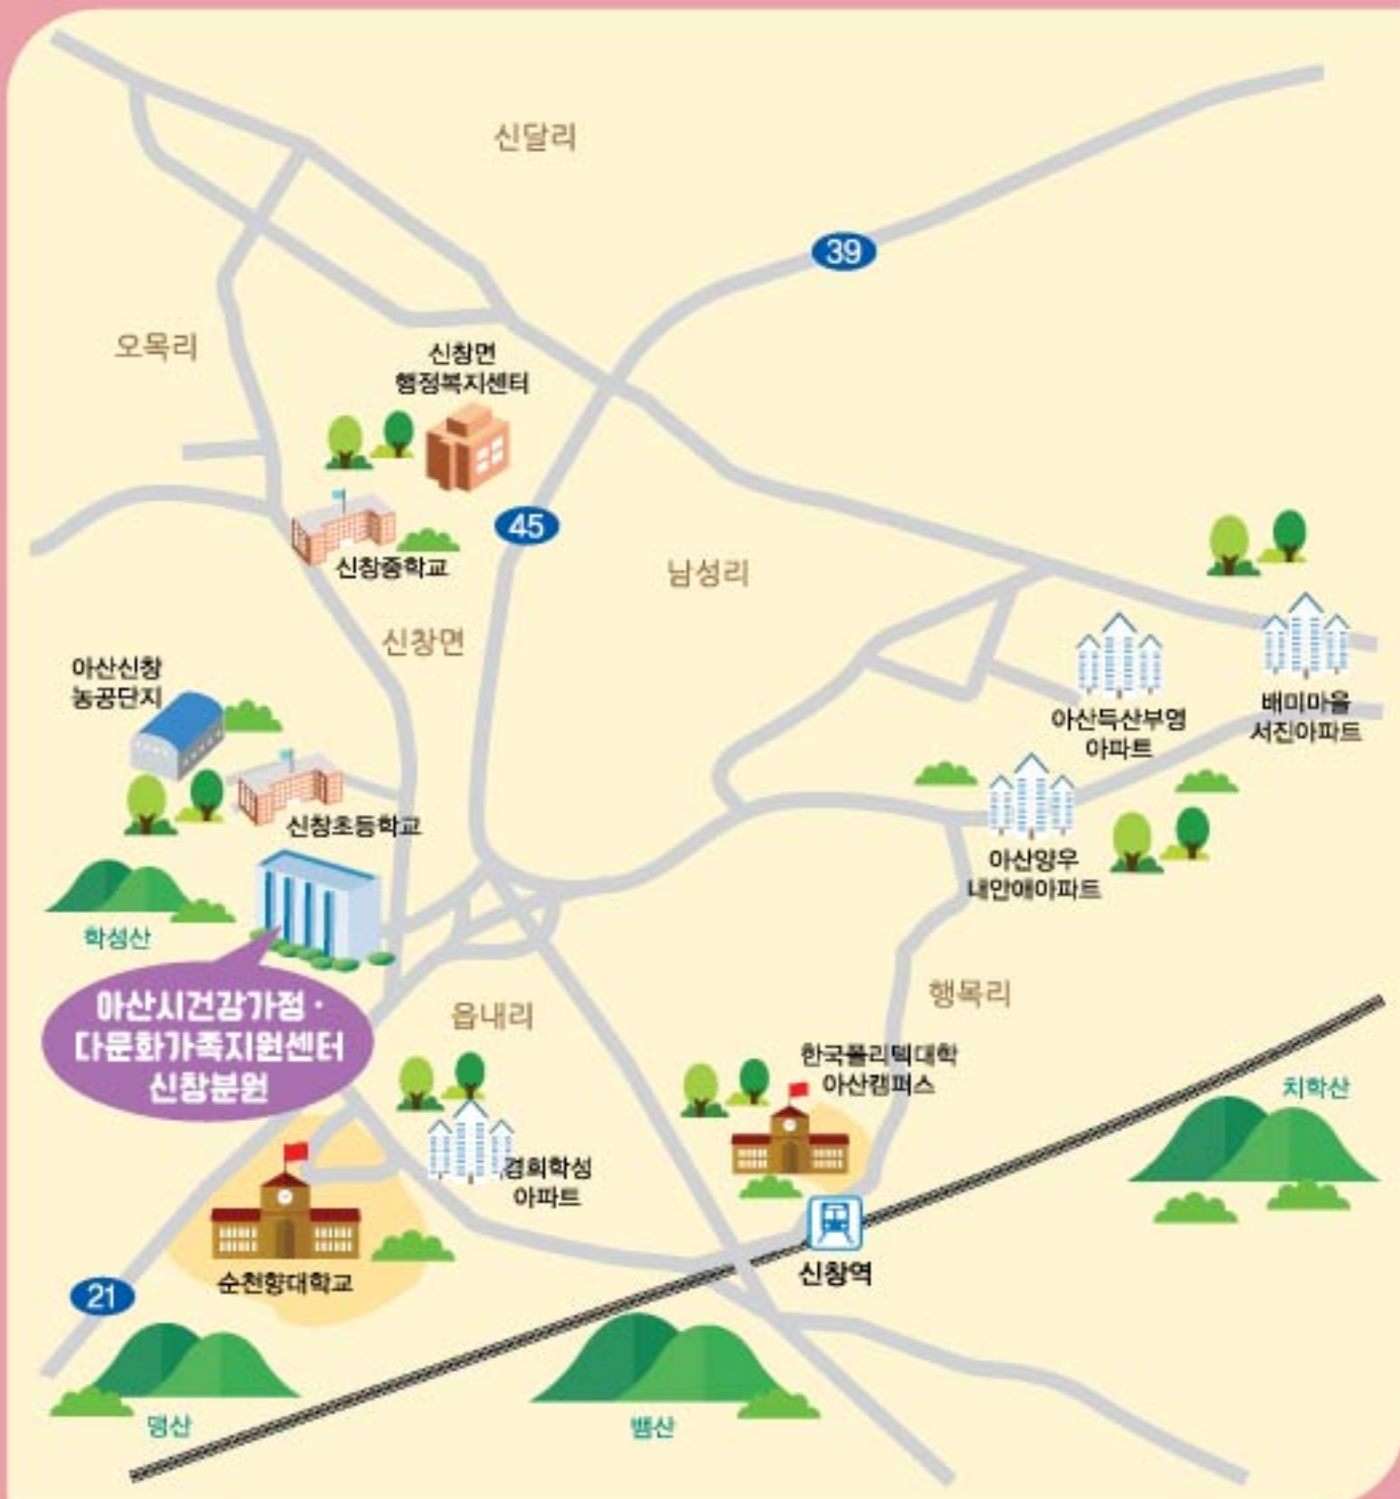 신달리
39
오목리
신창면
행정복지센터
45
신창중학교
남성리
신창면
아산신창
농공단지
배미마을
서진아파트
아산득산부영
아파트
신창초등학교
아산양우
내안애아파트
학성산
행목리
아산시건강가정 ·
다문화가족지원센터
신창분원
읍내리
한국폴리텍대학
아산캠퍼스
치학산
경희학성
아파트
신창역
순천향대학교
21
맹산
뱀산